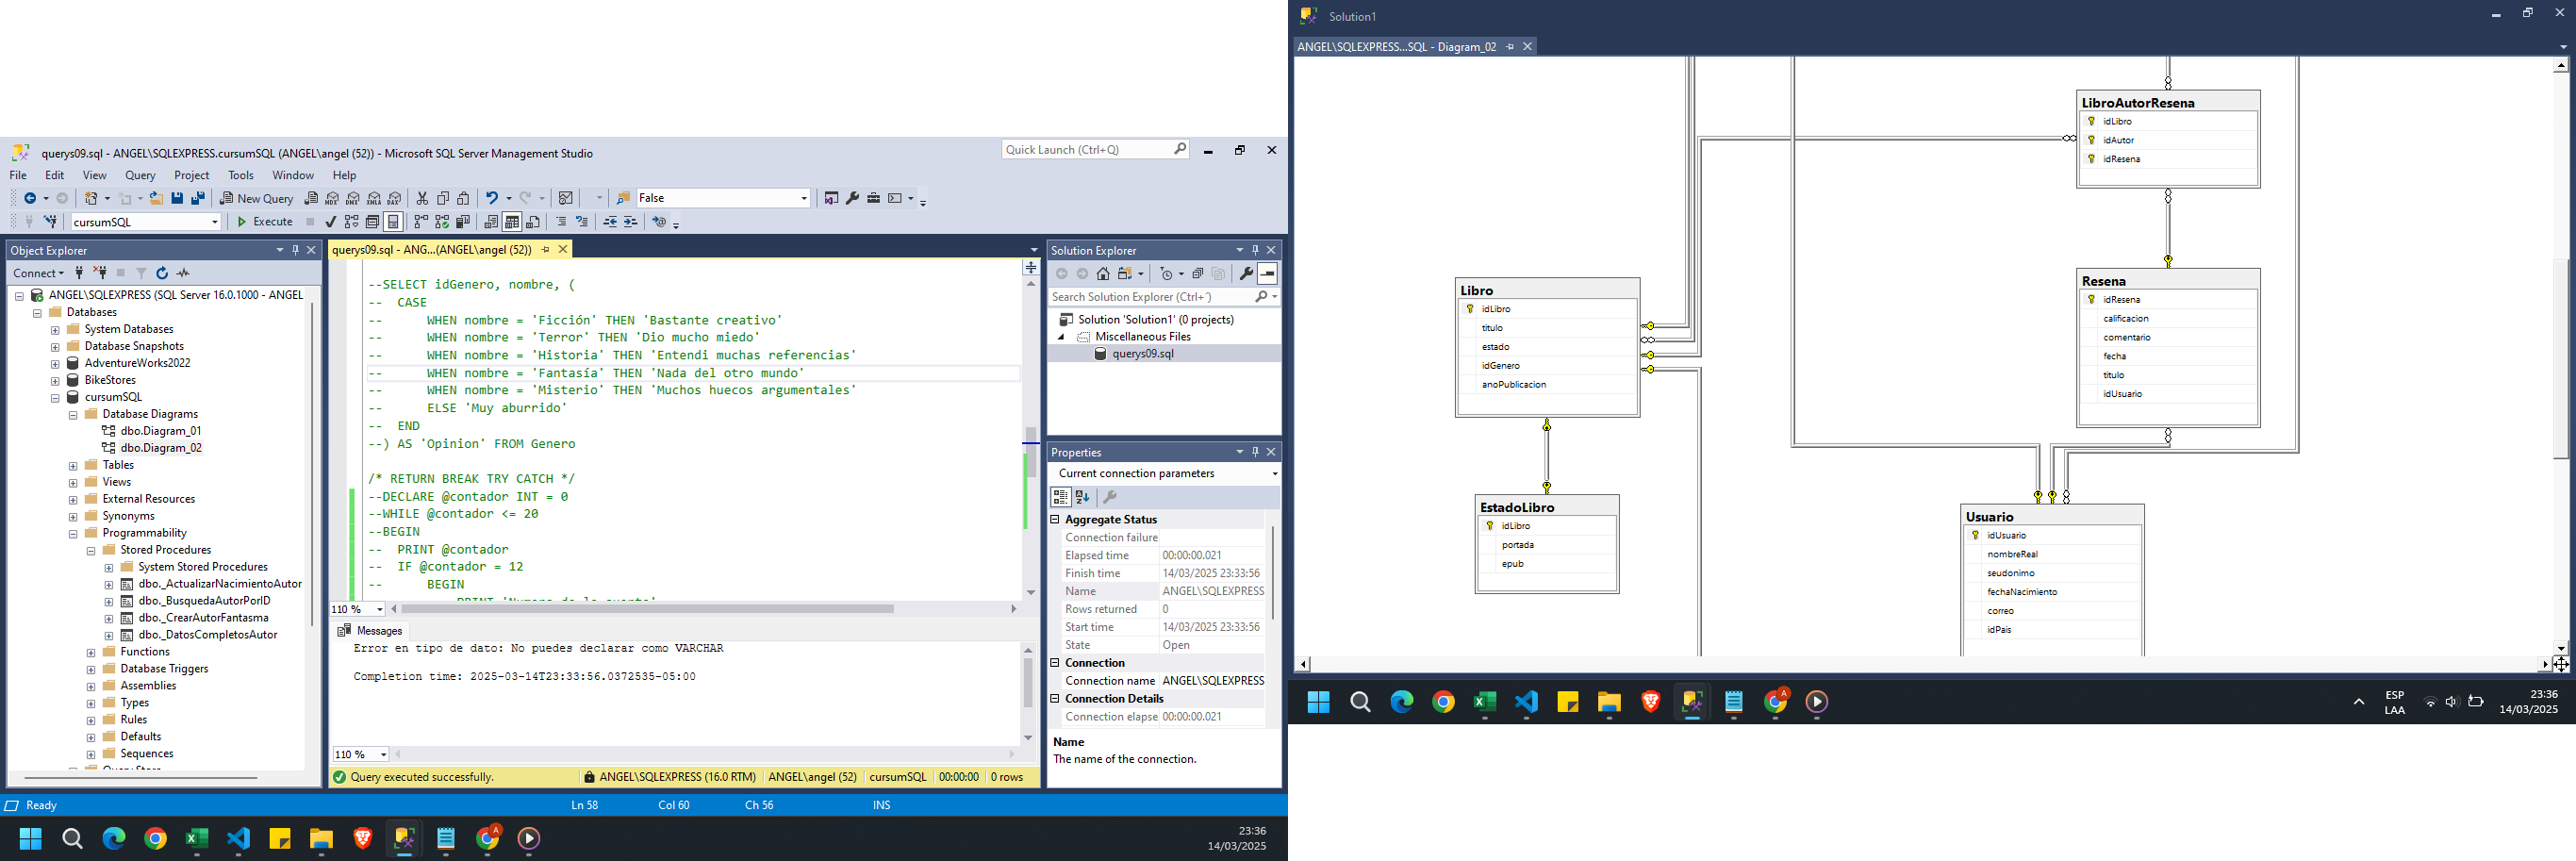 querys09.sql - ANGEL\SQLEXPRESS.cursumSQL (ANGEL\angel (52)) - Microsoft SQL Server Management Studio
Quick Launch (Ctrl+Q)
File Edit View Query Project Tools Window Help
New Query
False
cursumSQL
Execute
Object Explorer
Connect
ANGEL\SQLEXPRESS (SQL Server 16.0.1000 - ANGEL
Databases
System Databases
Database Snapshots
AdventureWorks2022
BikeStores
cursumSQL
Database Diagrams
dbo.Diagram_01
dbo.Diagram_02
Tables
Views
External Resources
Synonyms
Programmability
Stored Procedures
System Stored Procedures
dbo._ActualizarNacimientoAutor
dbo._BusquedaAutorPorID
dbo._CrearAutorFantasma
dbo._DatosCompletosAutor
Functions
Database Triggers
Assemblies
Types
Rules
Defaults
Sequences
querys09.sql - ANG...(ANGEL\angel (52))
--SELECT idGenero, nombre, (
-- CASE
-- WHEN nombre = 'Ficción' THEN 'Bastante creativo'
-- WHEN nombre = 'Terror' THEN 'Dio mucho miedo'
-- WHEN nombre = 'Historia' THEN 'Entendi muchas referencias'
-- WHEN nombre = 'Fantasía' THEN 'Nada del otro mundo'
-- WHEN nombre = 'Misterio' THEN 'Muchos huecos argumentales'
-- ELSE 'Muy aburrido'
-- END
--) AS 'Opinion' FROM Genero
/* RETURN BREAK TRY CATCH */
--DECLARE @contador INT = 0
--WHILE @contador <= 20
--BEGIN
-- PRINT @contador
-- IF @contador = 12
-- BEGIN
110 %
Messages
Error en tipo de dato: No puedes declarar como VARCHAR
Completion time: 2025-03-14T23:33:56.0372535-05:00
110 %
Query executed successfully.
ANGEL\SQLEXPRESS (16.0 RTM) ANGEL\angel (52) cursumSQL 00:00:00 0 rows
Solution Explorer
Search Solution Explorer (Ctrl+´)
Solution 'Solution1' (0 projects)
Miscellaneous Files
querys09.sql
Properties
Current connection parameters
Aggregate Status
Connection failure
Elapsed time 00:00:00.021
Finish time 14/03/2025 23:33:56
Name ANGEL\SQLEXPRESS
Rows returned 0
Start time 14/03/2025 23:33:56
State Open
Connection
Connection name ANGEL\SQLEXPRESS
Connection Details
Connection elapse 00:00:00.021
Name
The name of the connection.
Ready Ln 58 Col 60 Ch 56 INS
A
23:36
14/03/2025
Solution1
ANGEL\SQLEXPRESS...SQL - Diagram_02
LibroAutorResena
idLibro
idAutor
idResena
Libro
idLibro
titulo
estado
idGenero
anoPublicacion
Resena
idResena
calificacion
comentario
fecha
titulo
idUsuario
EstadoLibro
idLibro
portada
epub
Usuario
idUsuario
nombreReal
seudonimo
fechaNacimiento
correo
idPais
A
ESP
LAA
23:36
14/03/2025